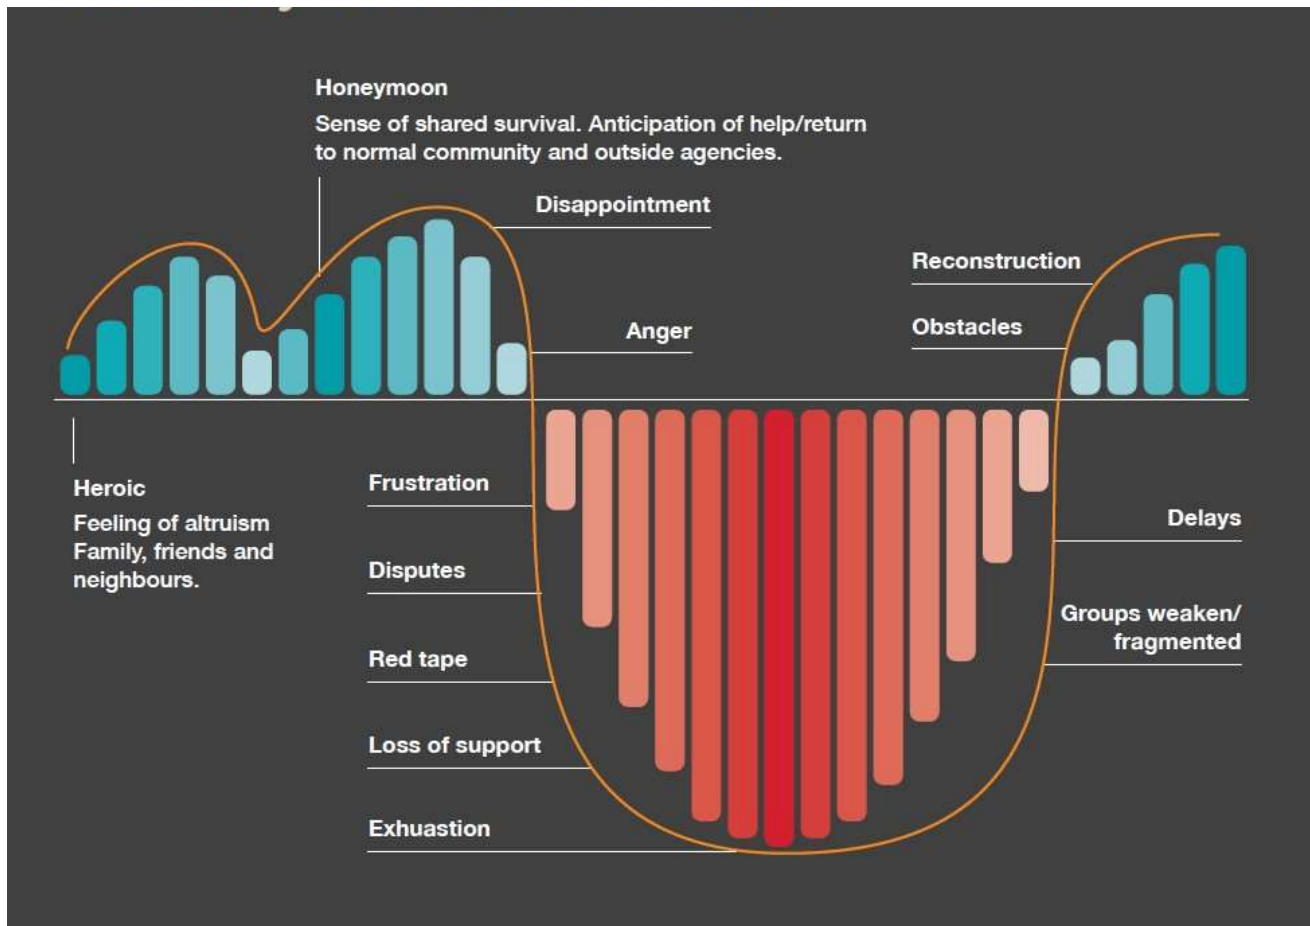 Honeymoon
Sense of shared survival. Anticipation of help/return
to normal community and outside agencies.
Disappointment
Anger
Reconstruction
Obstacles
Heroic
Feeling of altruism
Family, friends and
neighbours.
Frustration
Disputes
Red tape
Loss of support
Exhuastion
Delays
Groups weaken/
fragmented